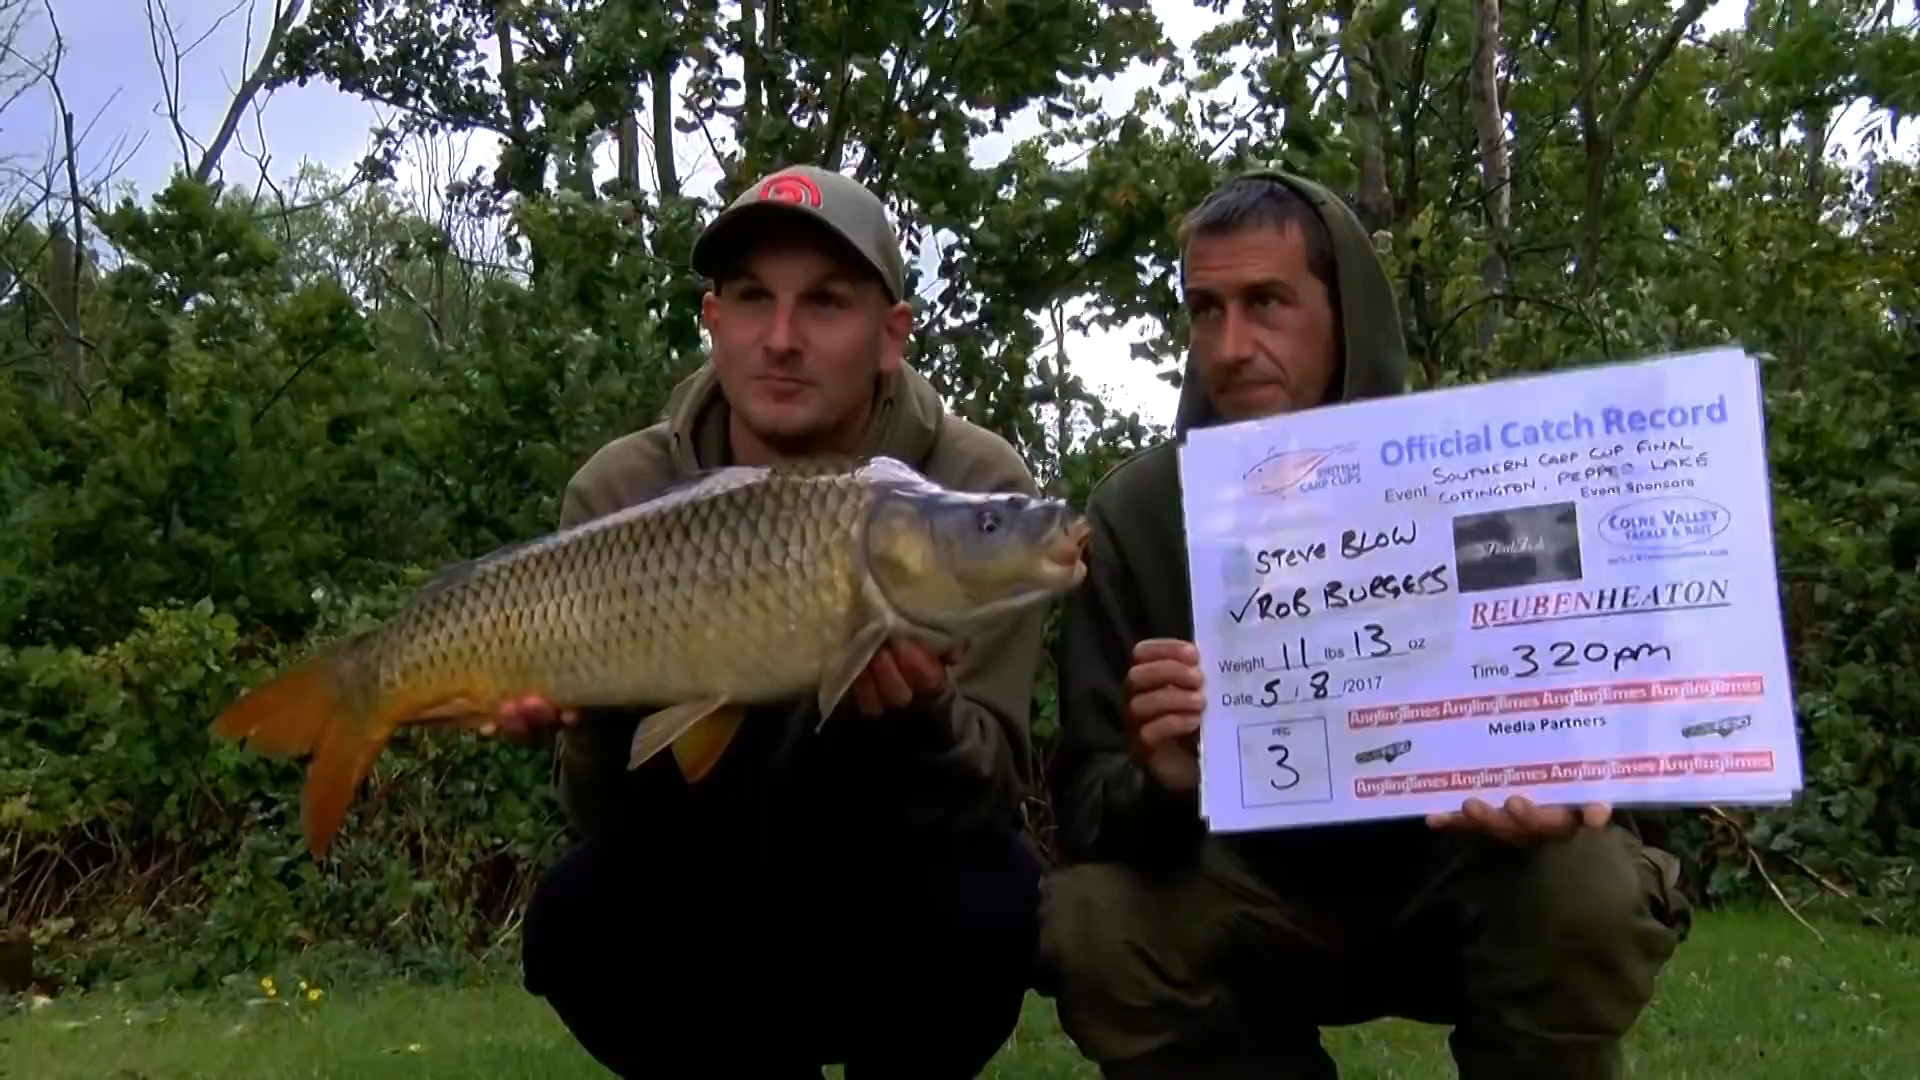 Official Catch Record
BRITISH
CARP CUPS
Event SOUTHERN CARP CUP FINAL
COTTINGTON, PEPPER LAKE
Event Sponsors
COLNE VALLEY
TACKLE & BAIT
STEVE BLOW
✓ROB BURGESS
REUBENHEATON
Weight 11 lbs 13 oz
Time 3 20pm
Date 5 / 8 /2017
PEG
3
AnglingTimes AnglingTimes AnglingTimes AnglingTimes
Media Partners
AnglingTimes AnglingTimes AnglingTimes AnglingTimes